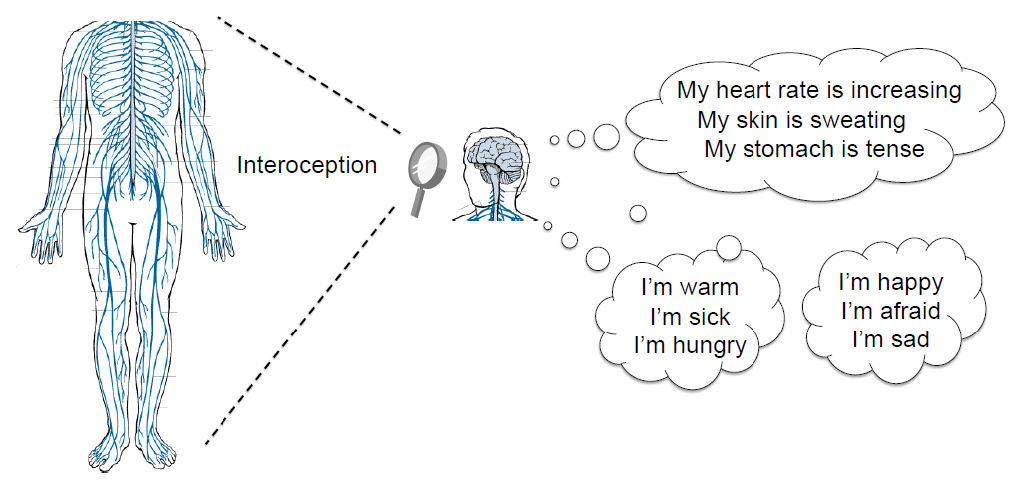 Interoception
My heart rate is increasing
My skin is sweating
My stomach is tense
I'm warm
I'm sick
I'm hungry
I'm happy
I'm afraid
I'm sad